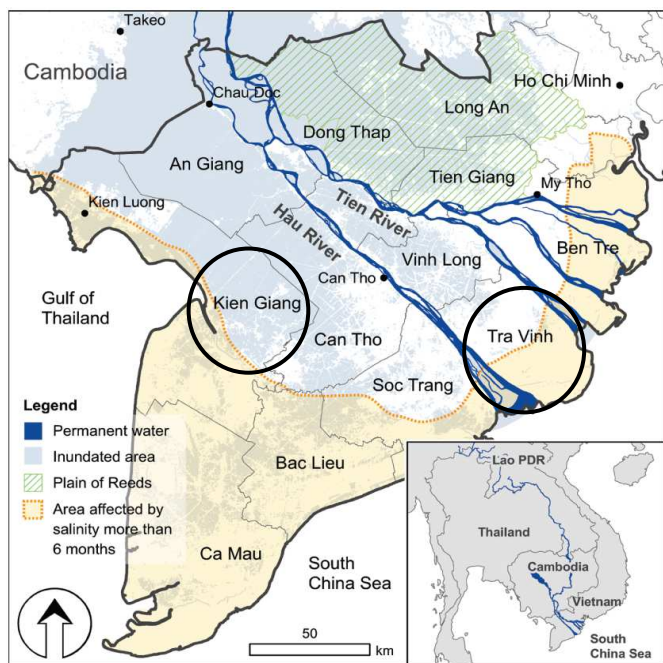 Takeo
Cambodia
Ho Chi Minh
Chau Doc
Long An
Dong Thap
An Giang
Tien Giang
My Tho
Kien Luong
Tien River
Hau River
Ben Tre
Vinh Long
Gulf of
Thailand
Can Tho
Kien Giang
Can Tho
Tra Vinh
Soc Trang
Legend
Permanent water
Inundated area
Plain of Reeds
Area affected by
salinity more than
6 months
Bac Lieu
Ca Mau
South
China Sea
50
km
Lao PDR
Thailand
Cambodia
Vietnam
South
China Sea